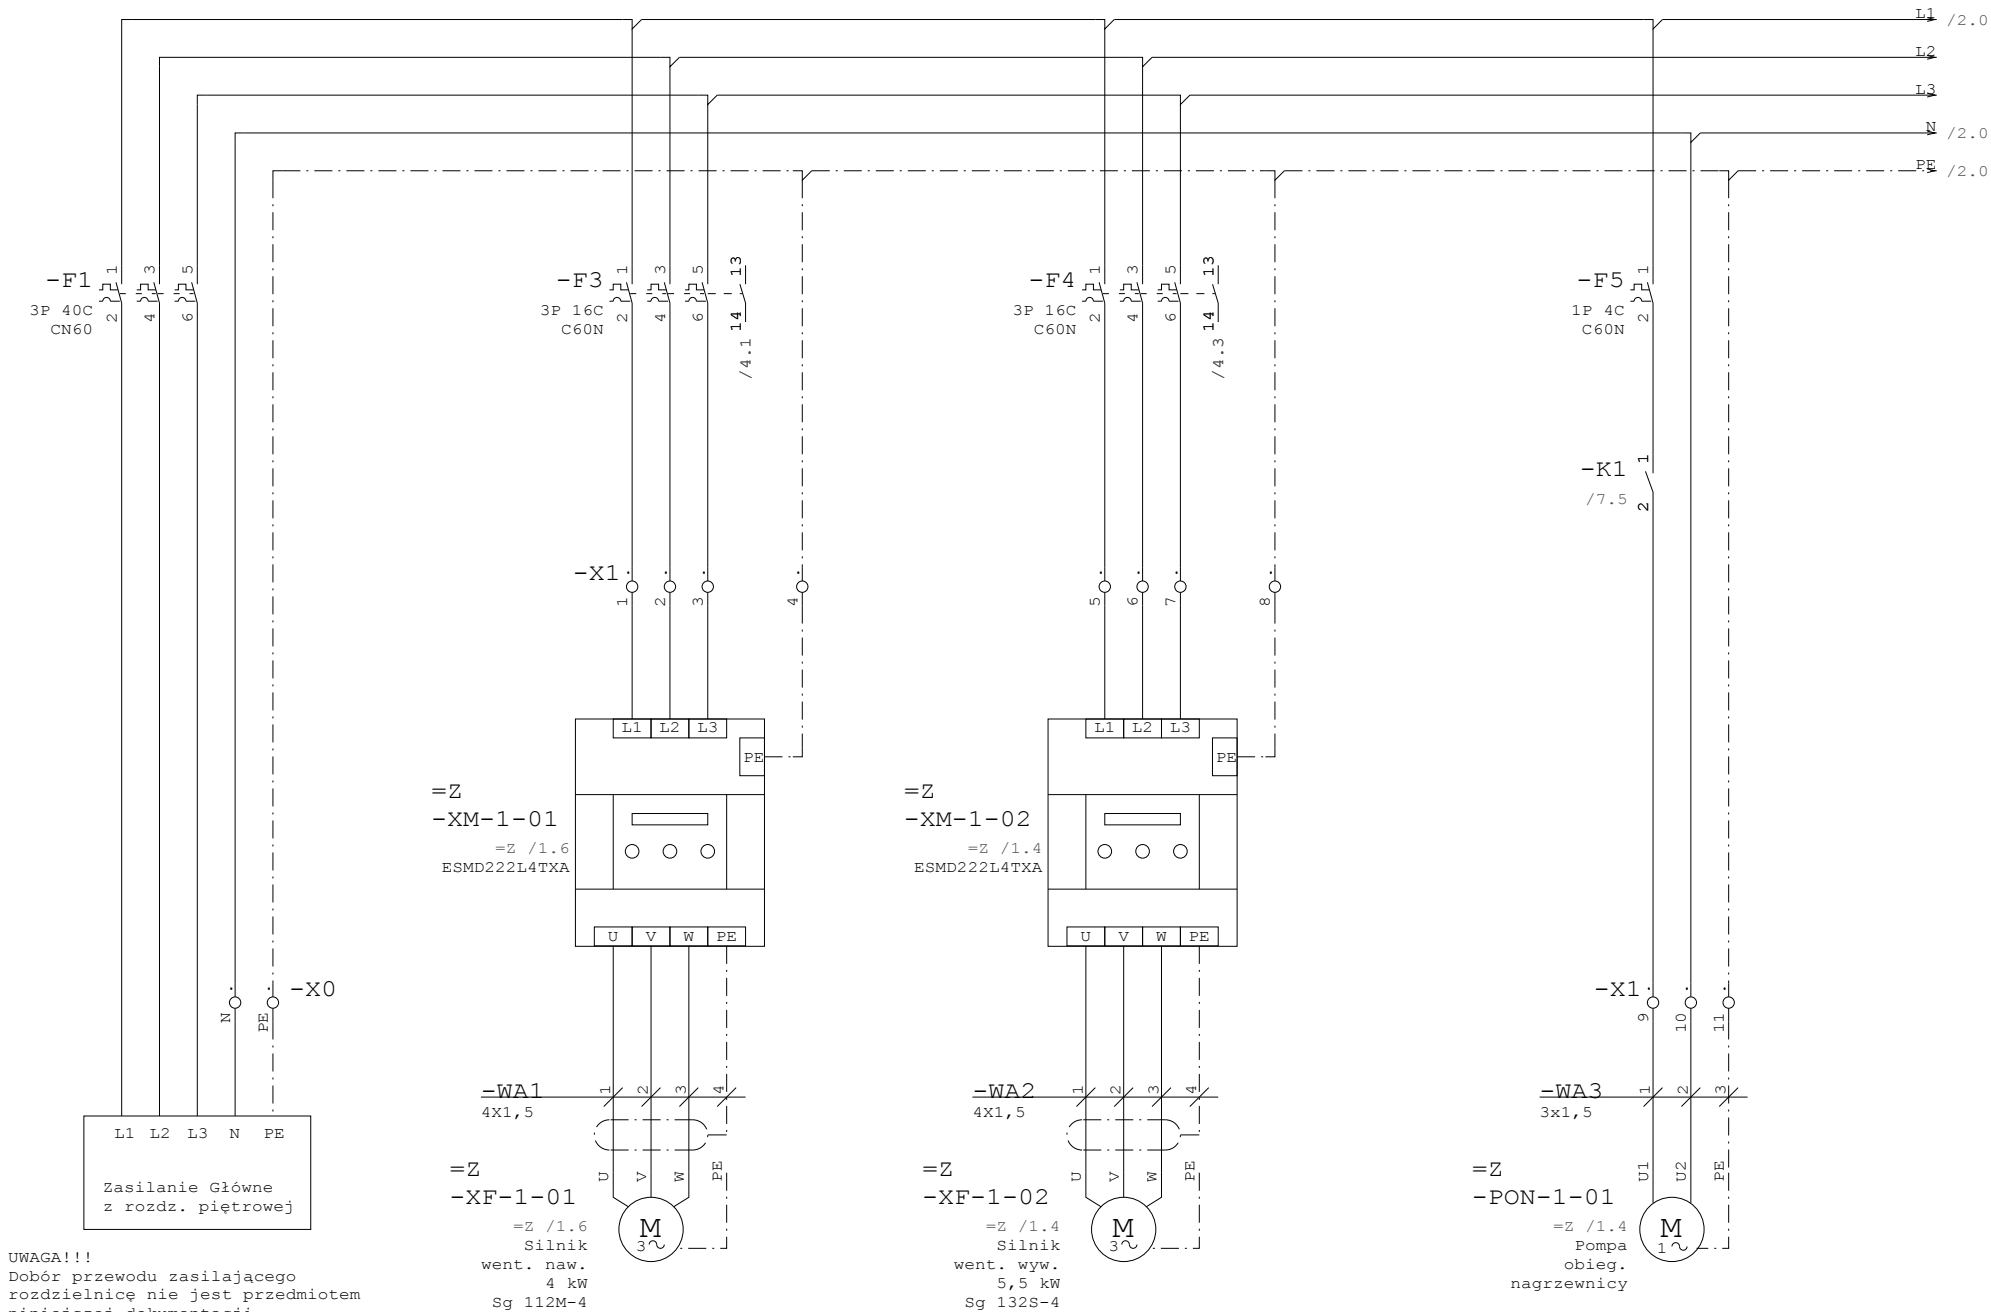 L1 /2.0
L2
L3
N /2.0
PE /2.0
-F1
3P 40C
CN60
1 2 3 4 5 6
-F3
3P 16C
C60N
1 2 3 4 5 6
13 14
/4.1
-F4
3P 16C
C60N
1 2 3 4 5 6
13 14
/4.3
-F5
1P 4C
C60N
1 2
-K1
/7.5
1 2
-X1
1 2 3 4
5 6 7 8
L1 L2 L3
PE
=Z
-XM-1-01
=Z /1.6
ESMD222L4TXA
U V W PE
L1 L2 L3
PE
=Z
-XM-1-02
=Z /1.4
ESMD222L4TXA
U V W PE
-X0
N PE
-X1
9 10 11
-WA1
4X1,5
1 2 3 4
-WA2
4X1,5
1 2 3 4
-WA3
3x1,5
1 2 3
L1 L2 L3 N PE
Zasilanie Główne
z rozdz. piętrowej
UWAGA!!!
Dobór przewodu zasilającego
rozdzielnicę nie jest przedmiotem
niniejszej dokumentacji
U V W PE
=Z
-XF-1-01
=Z /1.6
Silnik
went. naw.
4 kW
Sg 112M-4
M
3~
U V W PE
=Z
-XF-1-02
=Z /1.4
Silnik
went. wyw.
5,5 kW
Sg 132S-4
M
3~
U1 U2 PE
=Z
-PON-1-01
=Z /1.4
Pompa
obieg.
nagrzewnicy
M
1~